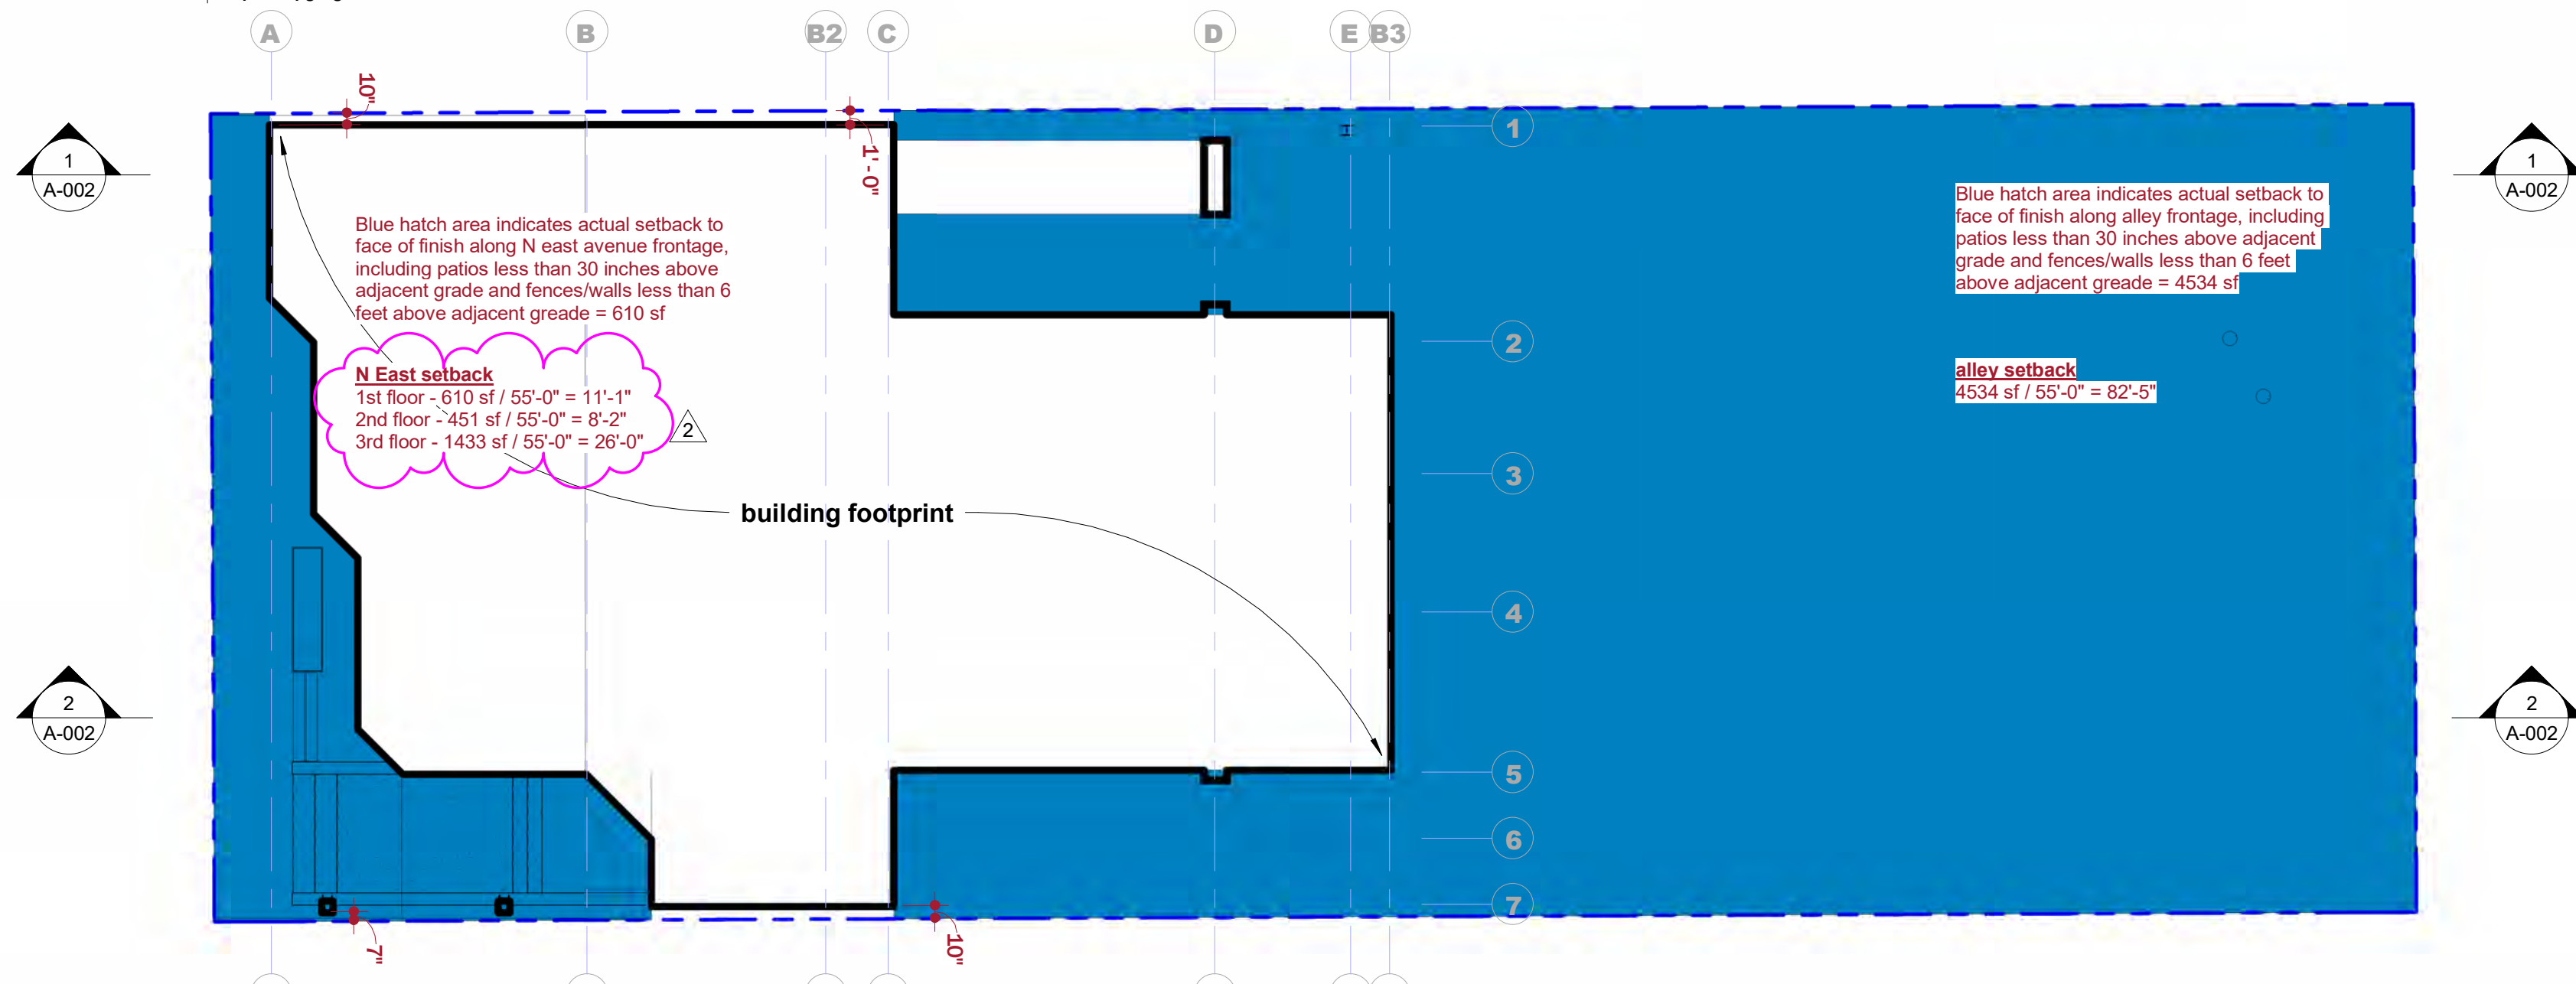 A
B
B2
C
D
E
B3
10"
1'-0"
1
1
A-002
1
A-002
Blue hatch area indicates actual setback to
face of finish along N east avenue frontage,
including patios less than 30 inches above
adjacent grade and fences/walls less than 6
feet above adjacent greade = 610 sf
Blue hatch area indicates actual setback to
face of finish along alley frontage, including
patios less than 30 inches above adjacent
grade and fences/walls less than 6 feet
above adjacent greade = 4534 sf
2
N East setback
1st floor - 610 sf / 55'-0" = 11'-1"
2nd floor - 451 sf / 55'-0" = 8'-2"
3rd floor - 1433 sf / 55'-0" = 26'-0"
2
alley setback
4534 sf / 55'-0" = 82'-5"
3
building footprint
4
2
A-002
2
A-002
5
6
7
7"
10"